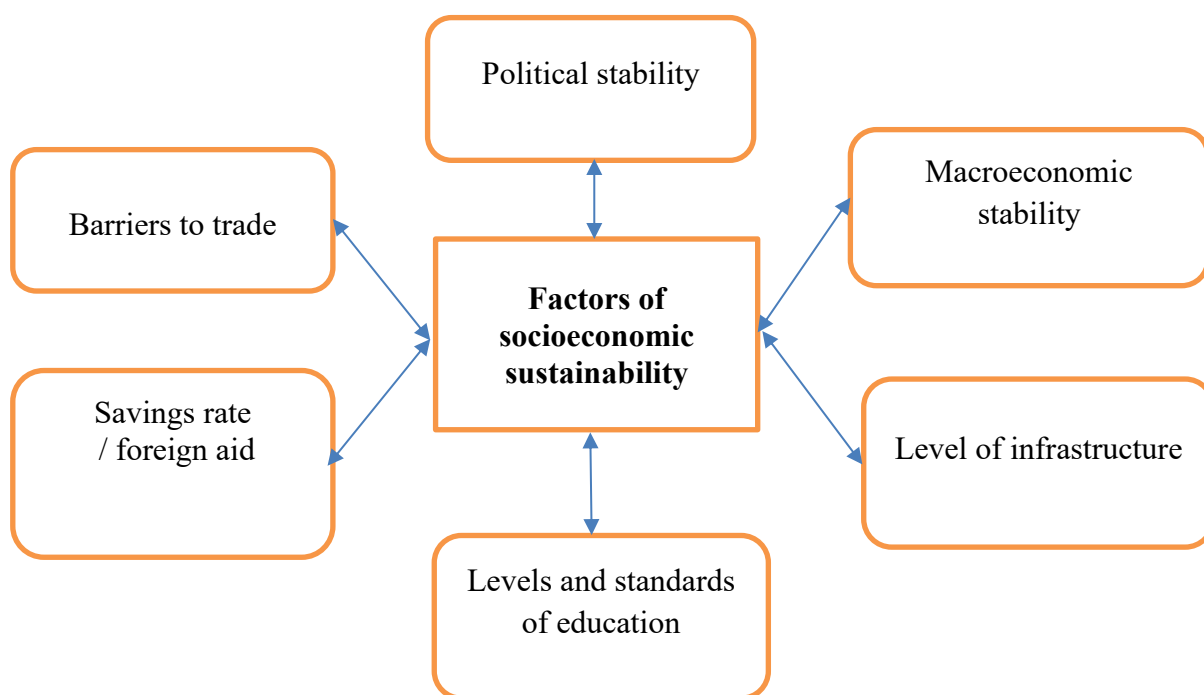 Political stability
Macroeconomic
stability
Barriers to trade
Factors of
socioeconomic
sustainability
Savings rate
/ foreign aid
Level of infrastructure
Levels and standards
of education